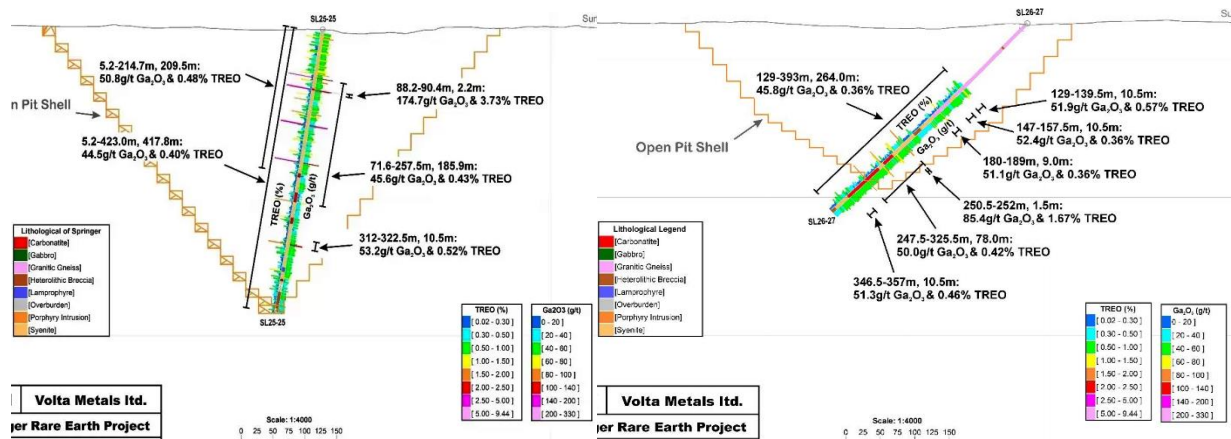 SL25-25
5.2-214.7m, 209.5m:
50.8g/t Ga₂O₃ & 0.48% TREO
88.2-90.4m, 2.2m:
174.7g/t Ga₂O₃ & 3.73% TREO
n Pit Shell
5.2-423.0m, 417.8m:
44.5g/t Ga₂O₃ & 0.40% TREO
71.6-257.5m, 185.9m:
45.6g/t Ga₂O₃ & 0.43% TREO
TREO (%)
Ga₂O₃ (g/t)
312-322.5m, 10.5m:
53.2g/t Ga₂O₃ & 0.52% TREO
SL25-25
Lithological of Springer
[Carbonatite]
[Gabbro]
[Granitic Gneiss]
[Heterolithic Breccia]
[Lamprophyre]
[Overburden]
[Porphyry Intrusion]
[Syenite]
TREO (%)
[ 0.02 - 0.30 ]
[ 0.30 - 0.50 ]
[ 0.50 - 1.00 ]
[ 1.00 - 1.50 ]
[ 1.50 - 2.00 ]
[ 2.00 - 2.50 ]
[ 2.50 - 5.00 ]
[ 5.00 - 9.44 ]
Ga2O3 (g/t)
[ 0 - 20 ]
[ 20 - 40 ]
[ 40 - 60 ]
[ 60 - 80 ]
[ 80 - 100 ]
[ 100 - 140 ]
[ 140 - 200 ]
[ 200 - 330 ]
Volta Metals ltd.
ger Rare Earth Project
Scale: 1:4000
0 25 50 75 100 150
SL26-27
129-393m, 264.0m:
45.8g/t Ga₂O₃ & 0.36% TREO
129-139.5m, 10.5m:
51.9g/t Ga₂O₃ & 0.57% TREO
TREO (%)
Ga₂O₃ (g/t)
147-157.5m, 10.5m:
52.4g/t Ga₂O₃ & 0.36% TREO
Open Pit Shell
180-189m, 9.0m:
51.1g/t Ga₂O₃ & 0.36% TREO
250.5-252m, 1.5m:
85.4g/t Ga₂O₃ & 1.67% TREO
SL26-27
247.5-325.5m, 78.0m:
50.0g/t Ga₂O₃ & 0.42% TREO
346.5-357m, 10.5m:
51.3g/t Ga₂O₃ & 0.46% TREO
Lithological Legend
[Carbonatite]
[Gabbro]
[Granitic Gneiss]
[Heterolithic Breccia]
[Lamprophyre]
[Overburden]
[Porphyry Intrusion]
[Syenite]
TREO (%)
[ 0.02 - 0.30 ]
[ 0.30 - 0.50 ]
[ 0.50 - 1.00 ]
[ 1.00 - 1.50 ]
[ 1.50 - 2.00 ]
[ 2.00 - 2.50 ]
[ 2.50 - 5.00 ]
[ 5.00 - 9.44 ]
Ga₂O₃ (g/t)
[ 0 - 20 ]
[ 20 - 40 ]
[ 40 - 60 ]
[ 60 - 80 ]
[ 80 - 100 ]
[ 100 - 140 ]
[ 140 - 200 ]
[ 200 - 330 ]
Volta Metals ltd.
ger Rare Earth Project
Scale: 1:4000
0 25 50 75 100 150